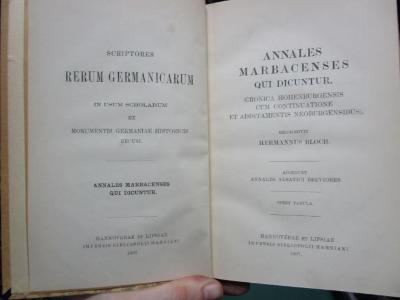 SCRIPTORES
RERUM GERMANICARUM
IN USUM SCHOLARUM
EX
MONUMENTIS GERMANIAE HISTORICIS
RECUSI.
ANNALES MARBACENSES
QUI DICUNTUR.
HANNOVERAE ET LIPSIAE
IMPENSIS BIBLIOPOLII HAHNIANI
1907.
ANNALES
MARBACENSES
QUI DICUNTUR.
(CRONICA HOHENBURGENSIS
CUM CONTINUATIONE
ET ADDITAMENTIS NEOBURGENSIBUS).
RECOGNOVIT
HERMANNUS BLOCH.
ACCEDUNT
ANNALES ALSATICI BREVIORES.
INEST TABULA.
HANNOVERAE ET LIPSIAE
IMPENSIS BIBLIOPOLII HAHNIANI
1907.